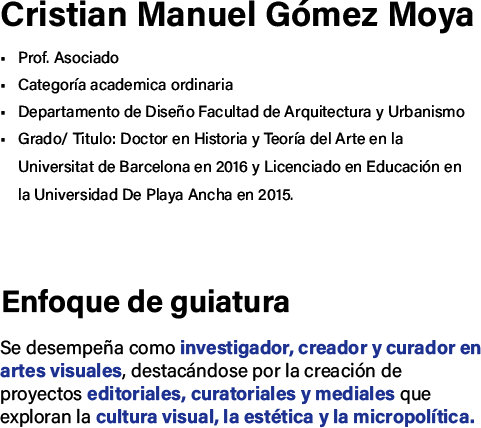 Cristian Manuel Gómez Moya
• Prof. Asociado
• Categoría academica ordinaria
• Departamento de Diseño Facultad de Arquitectura y Urbanismo
• Grado/ Titulo: Doctor en Historia y Teoría del Arte en la
Universitat de Barcelona en 2016 y Licenciado en Educación en
la Universidad De Playa Ancha en 2015.
Enfoque de guiatura
Se desempeña como investigador, creador y curador en
artes visuales, destacándose por la creación de
proyectos editoriales, curatoriales y mediales que
exploran la cultura visual, la estética y la micropolítica.